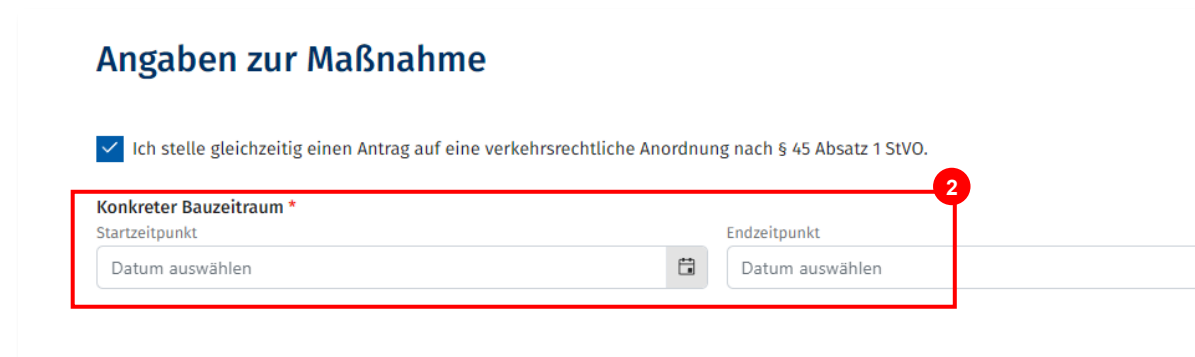 Angaben zur Maßnahme
Ich stelle gleichzeitig einen Antrag auf eine verkehrsrechtliche Anordnung nach § 45 Absatz 1 StVO.
2
Konkreter Bauzeitraum *
Startzeitpunkt Endzeitpunkt
Datum auswählen Datum auswählen